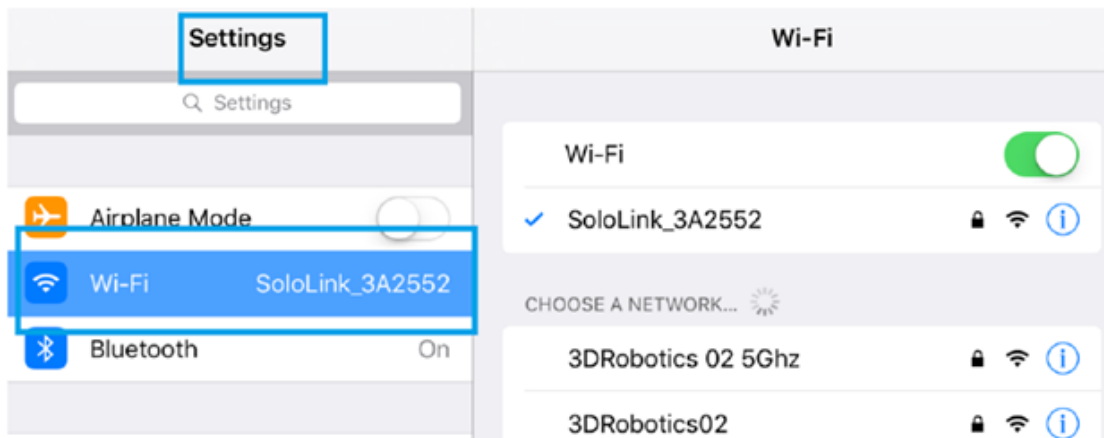 Settings
Settings
Airplane Mode
Wi-Fi SoloLink_3A2552
Bluetooth On
Wi-Fi
Wi-Fi
SoloLink_3A2552
CHOOSE A NETWORK...
3DRobotics 02 5Ghz
3DRobotics02